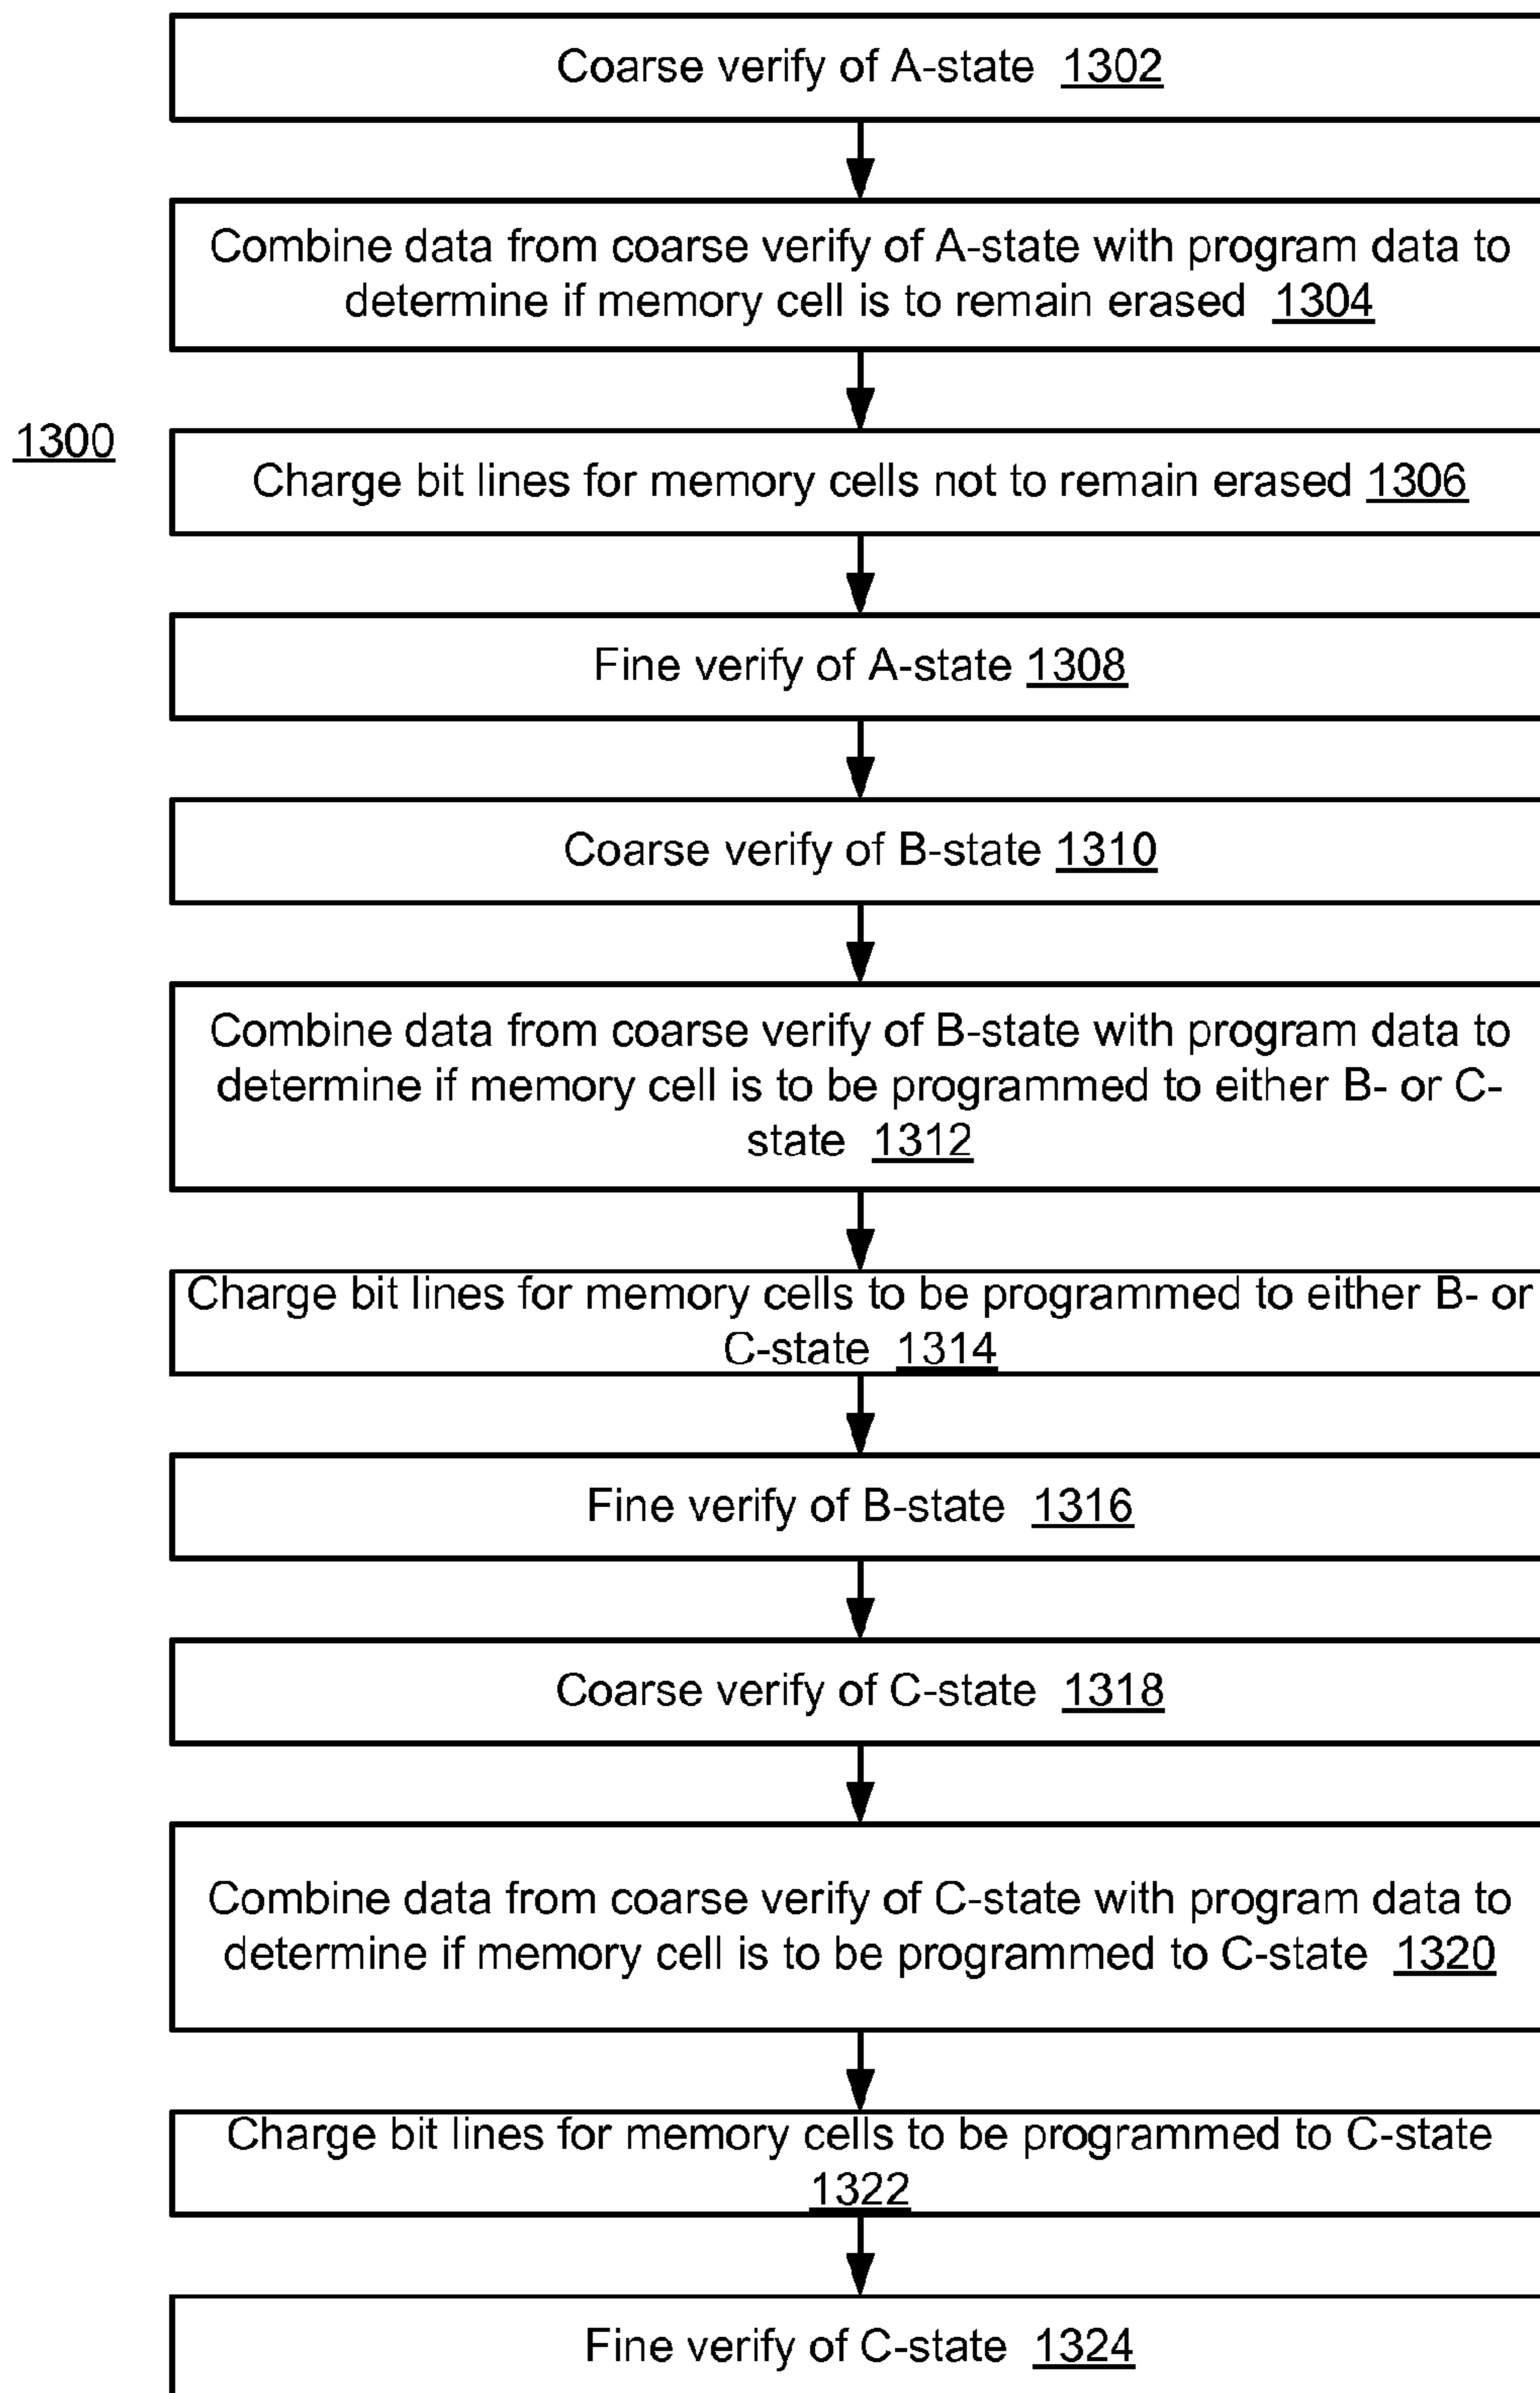 Coarse verify of A-state 1302
Combine data from coarse verify of A-state with program data to
determine if memory cell is to remain erased 1304
1300
Charge bit lines for memory cells not to remain erased 1306
Fine verify of A-state 1308
Coarse verify of B-state 1310
Combine data from coarse verify of B-state with program data to
determine if memory cell is to be programmed to either B- or C-
state 1312
Charge bit lines for memory cells to be programmed to either B- or
C-state 1314
Fine verify of B-state 1316
Coarse verify of C-state 1318
Combine data from coarse verify of C-state with program data to
determine if memory cell is to be programmed to C-state 1320
Charge bit lines for memory cells to be programmed to C-state
1322
Fine verify of C-state 1324